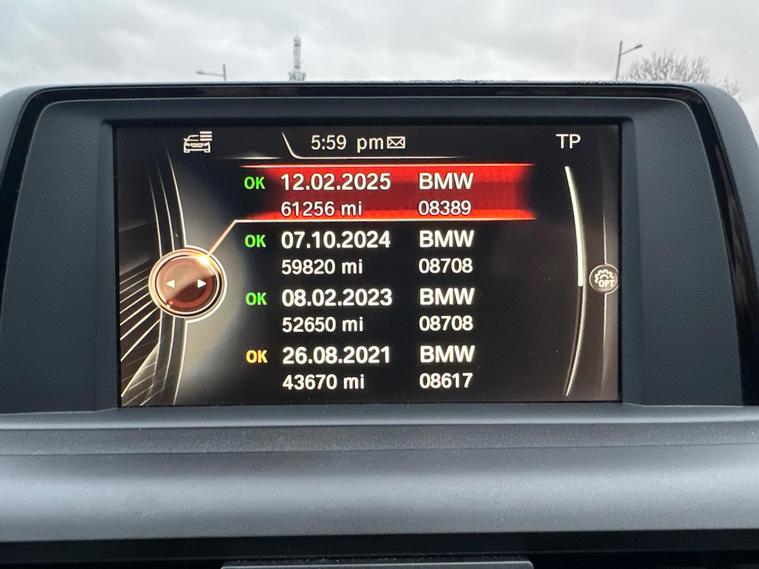 5:59 pm TP
OK 12.02.2025 BMW
61256 mi 08389
OK 07.10.2024 BMW
59820 mi 08708
OK 08.02.2023 BMW
52650 mi 08708
OK 26.08.2021 BMW
43670 mi 08617
OPT